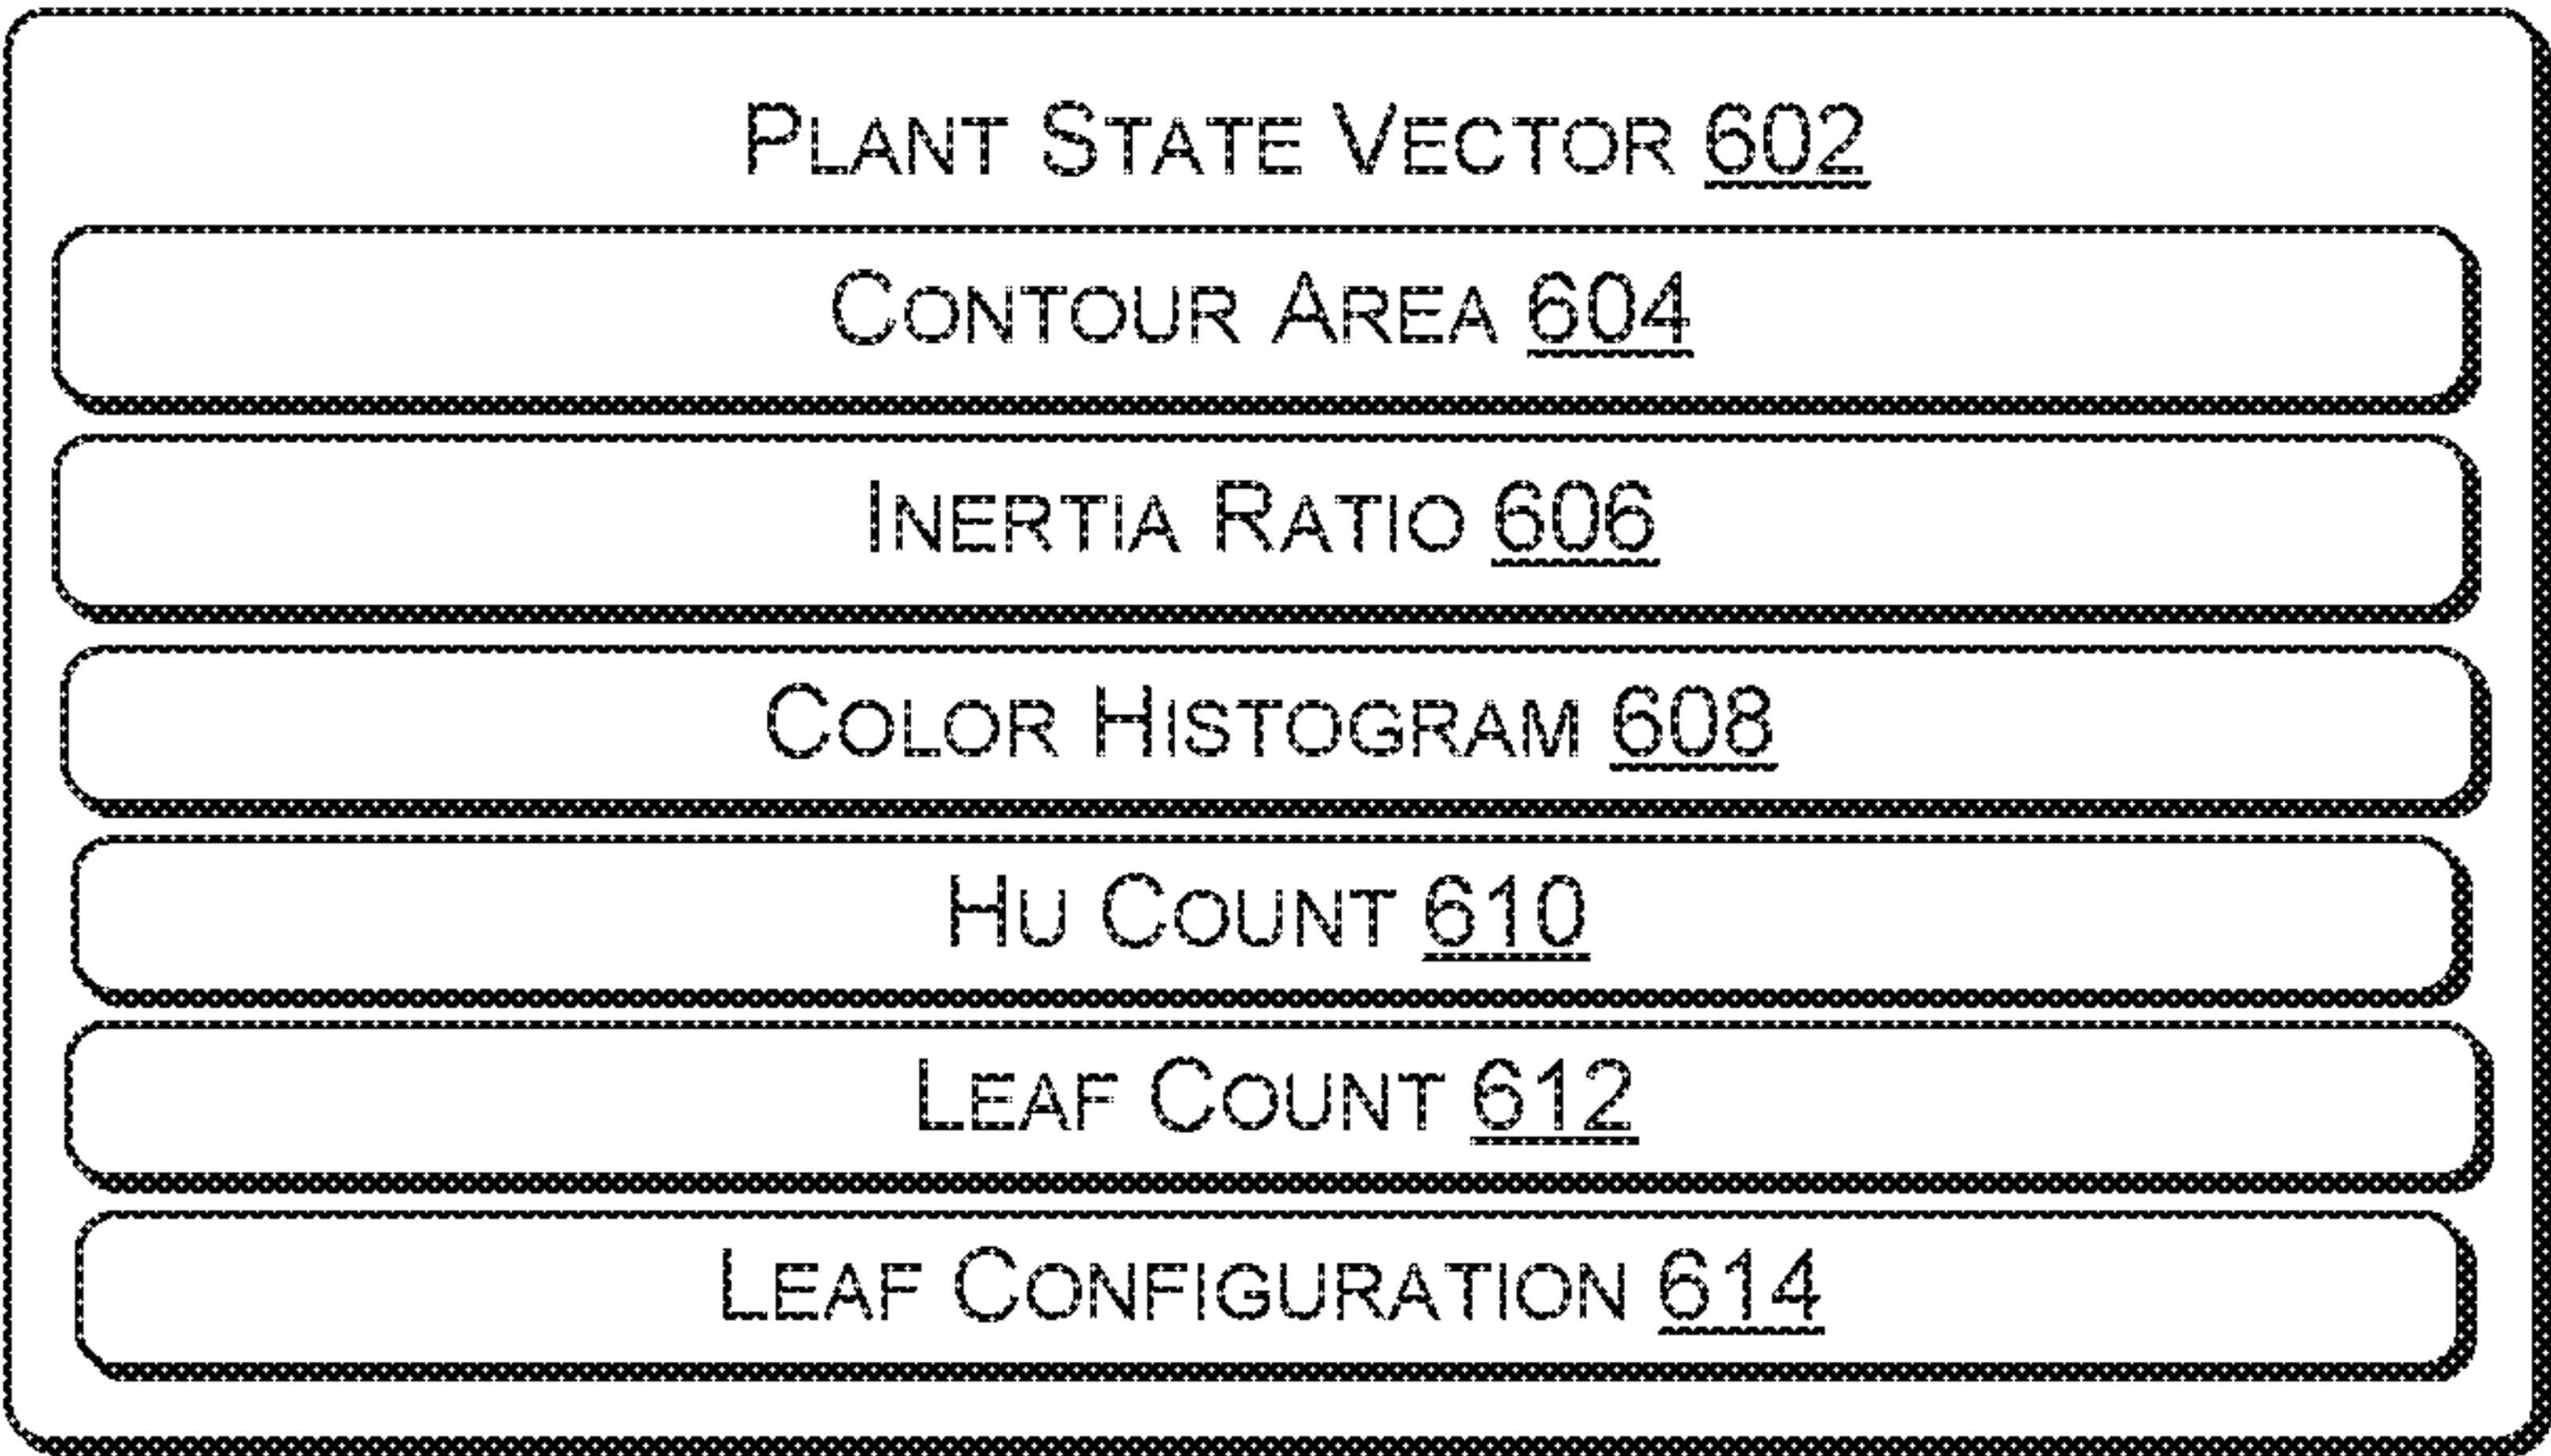 PLANT STATE VECTOR 602
CONTOUR AREA 604
INERTIA RATIO 606
COLOR HISTOGRAM 608
HU COUNT 610
LEAF COUNT 612
LEAF CONFIGURATION 614